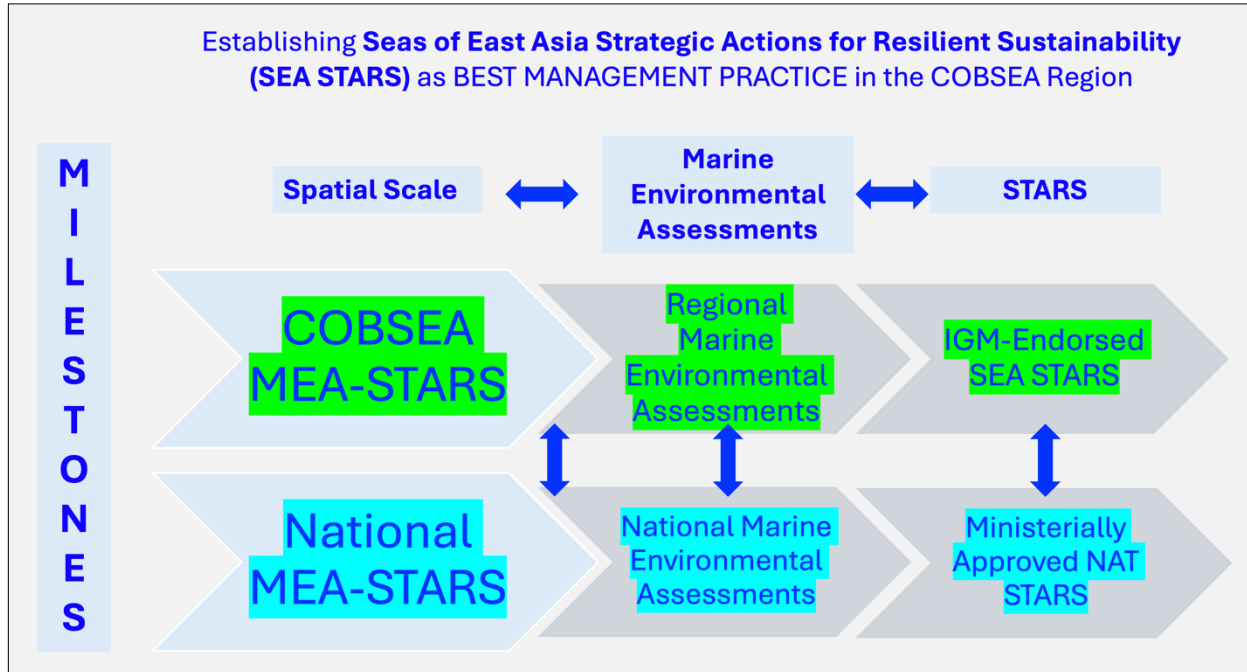 Establishing Seas of East Asia Strategic Actions for Resilient Sustainability
(SEA STARS) as BEST MANAGEMENT PRACTICE in the COBSEA Region
MILESTONES
Spatial Scale
Marine
Environmental
Assessments
STARS
COBSEA
MEA-STARS
Regional
Marine
Environmental
Assessments
IGM-Endorsed
SEA STARS
National
MEA-STARS
National Marine
Environmental
Assessments
Ministerially
Approved NAT
STARS